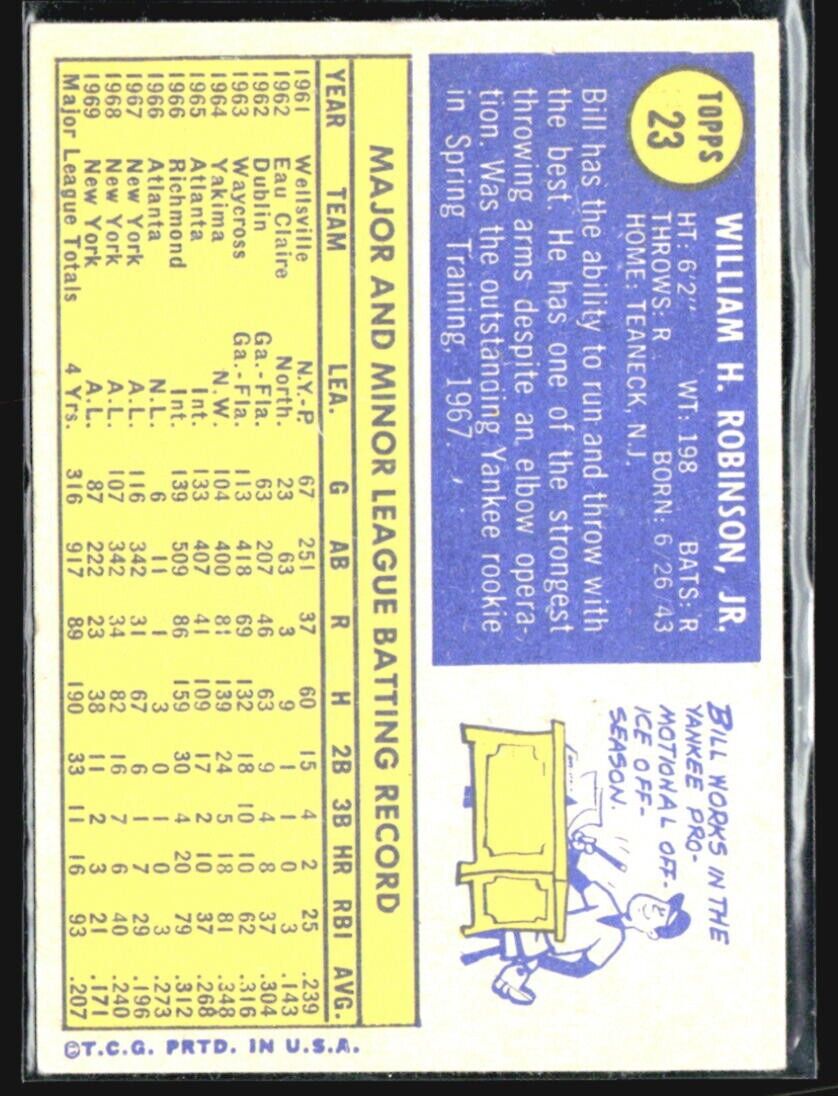 TOPPS
23
WILLIAM H. ROBINSON, JR.
HT: 6'2" WT: 198 BATS: R
THROWS: R BORN: 6/26/43
HOME: TEANECK, N.J.
Bill has the ability to run and throw with
the best. He has one of the strongest
throwing arms despite an elbow opera-
tion. Was the outstanding Yankee rookie
in Spring Training, 1967.
BILL WORKS IN THE
YANKEE PRO-
MOTIONAL OFF-
ICE OFF-
SEASON.
MAJOR AND MINOR LEAGUE BATTING RECORD
YEAR TEAM LEA. G AB R H 2B 3B HR RBI AVG.
1961 Wellsville N.Y.-P. 67 251 37 60 15 4 2 25 .239
1962 Eau Claire North. 23 63 3 9 1 1 0 3 .143
1962 Dublin Ga.-Fla. 63 207 46 63 9 4 8 37 .304
1963 Waycross Ga.-Fla. 113 418 69 132 18 10 10 62 .316
1964 Yakima N.W. 104 400 81 139 24 5 18 81 .348
1965 Atlanta Int. 133 407 41 109 17 2 10 37 .268
1966 Richmond Int. 139 509 86 159 30 4 20 79 .312
1966 Atlanta N.L. 6 11 1 3 0 1 0 3 .273
1967 New York A.L. 116 342 31 67 6 1 7 29 .196
1968 New York A.L. 107 342 34 82 16 7 6 40 .240
1969 New York A.L. 87 222 23 38 11 2 3 21 .171
Major League Totals 4 Yrs. 316 917 89 190 33 11 16 93 .207
©T.C.G. PRTD. IN U.S.A.